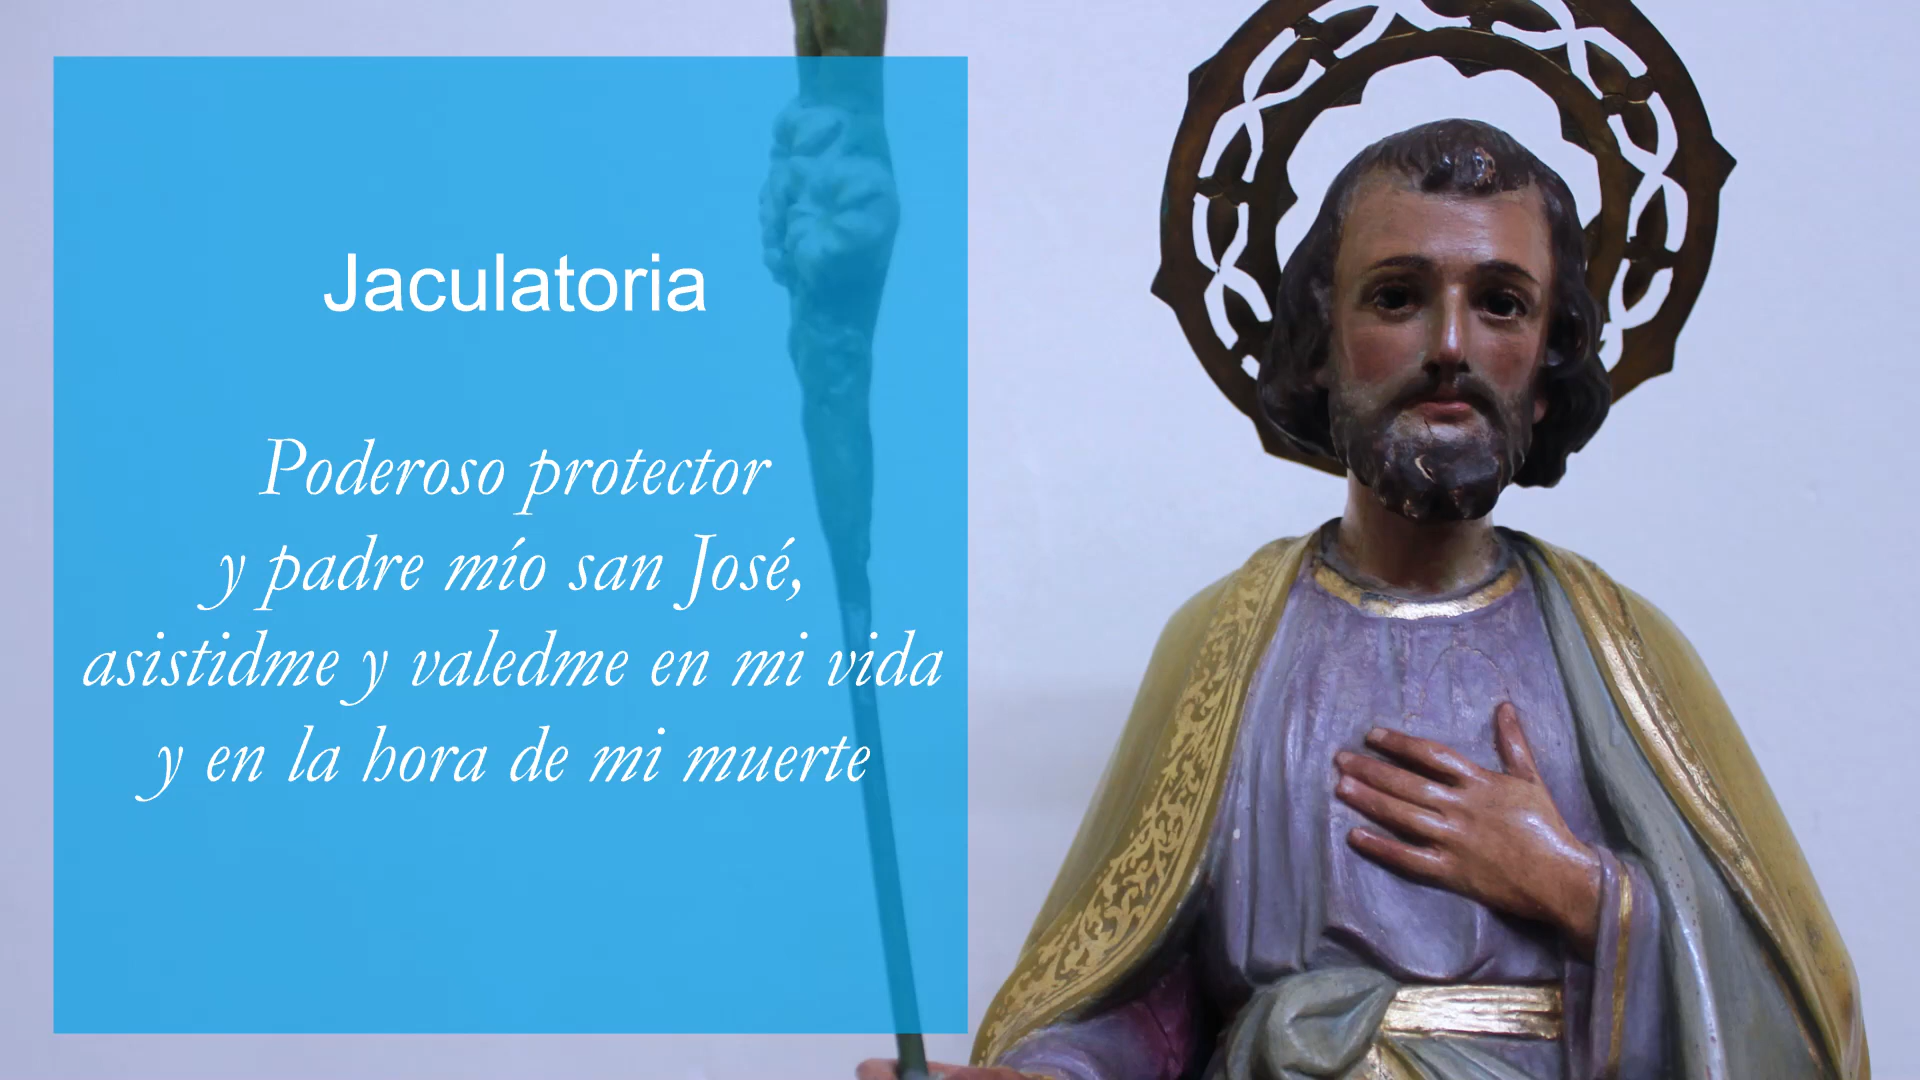 Jaculatoria
Poderoso protector
y padre mío san José,
asistidme y valedme en mi vida
y en la hora de mi muerte